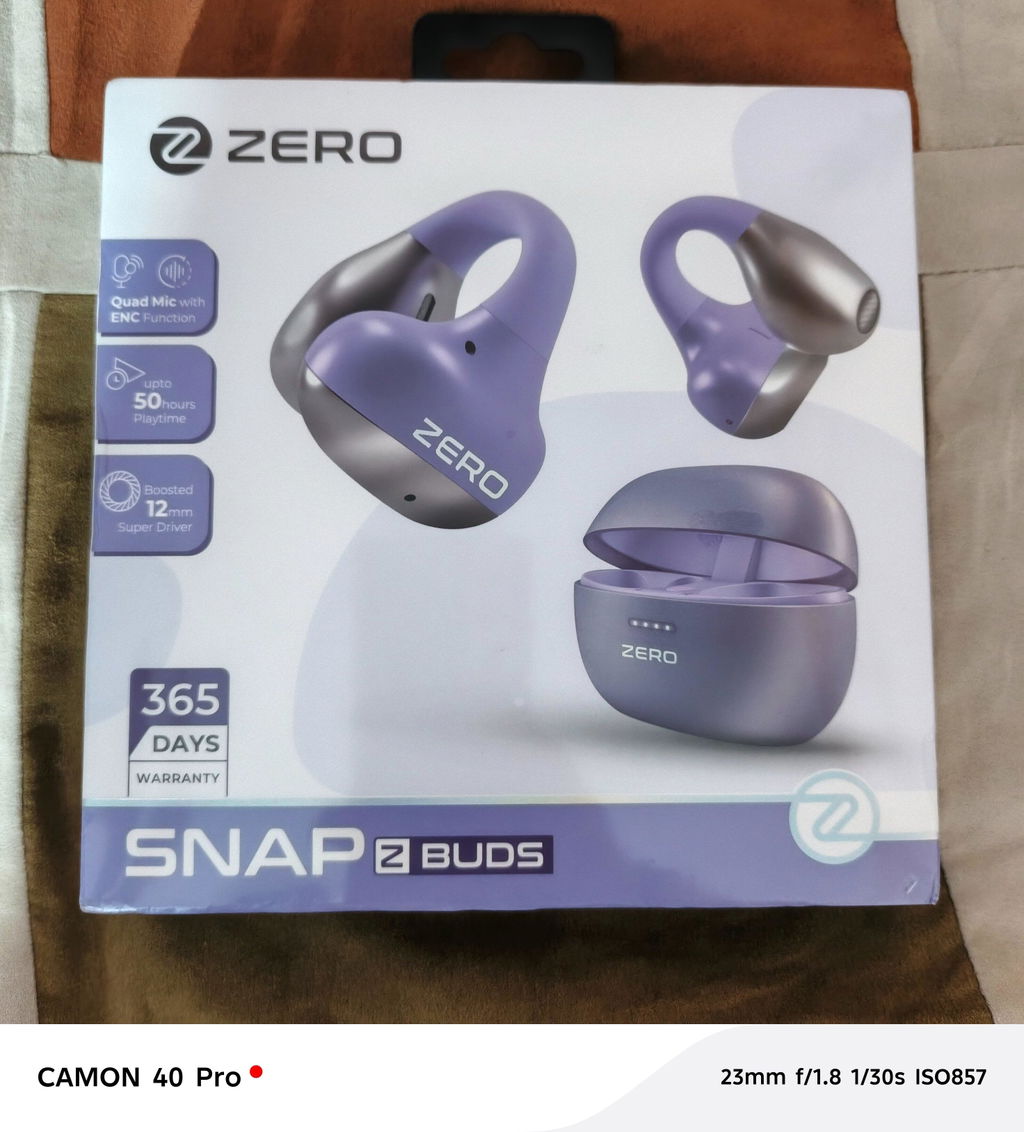 ZERO
Quad Mic with
ENC Function
upto
50hours
Playtime
Boosted
12mm
Super Driver
ZERO
ZERO
365
DAYS
WARRANTY
SNAP Z BUDS
CAMON 40 Pro
23mm f/1.8 1/30s ISO857